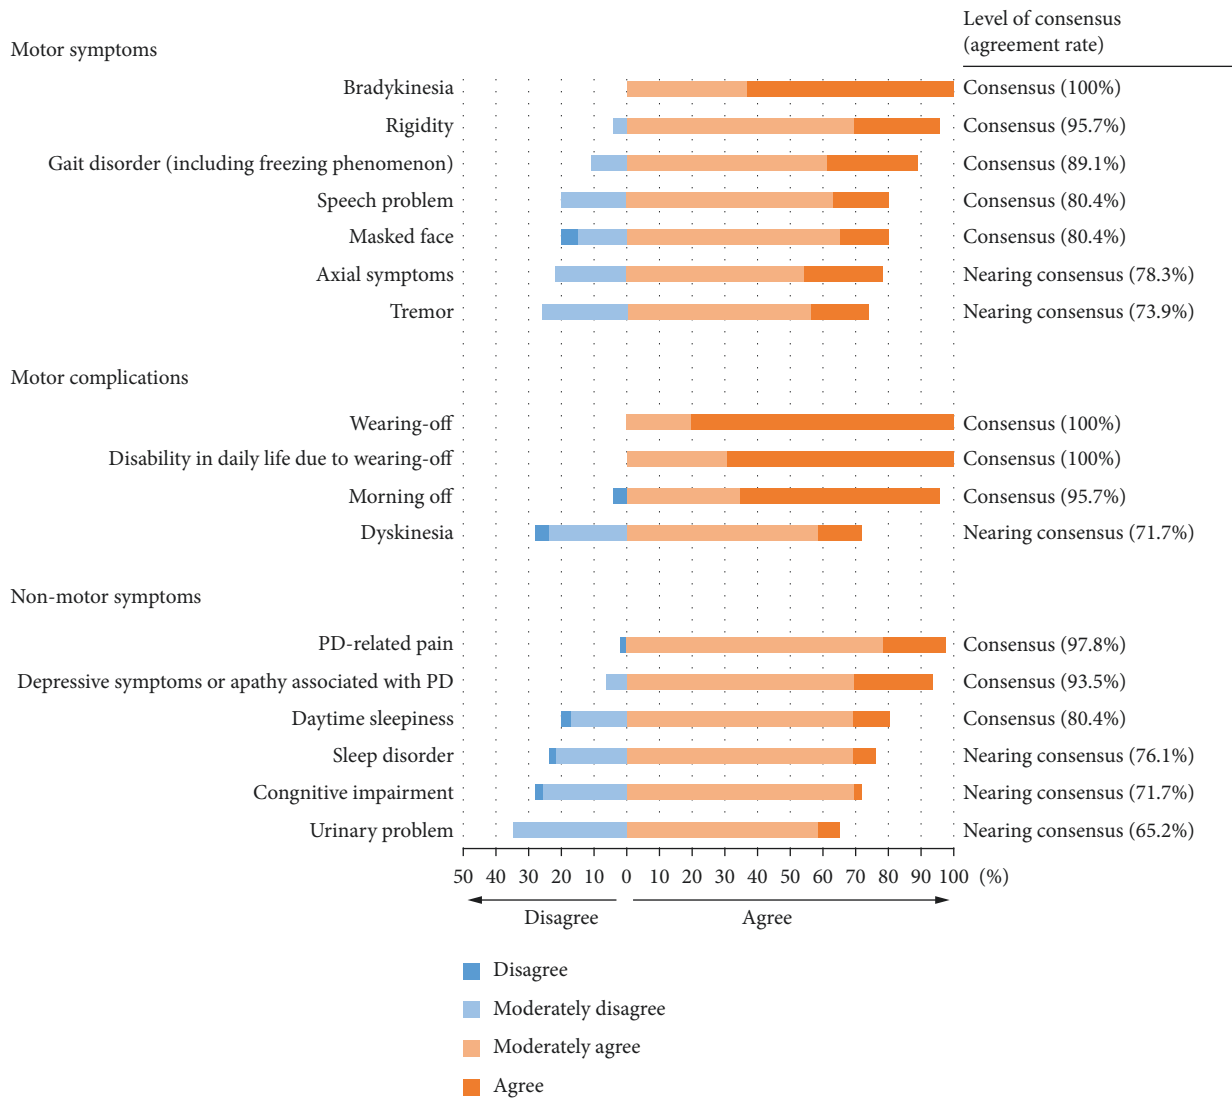 Level of consensus
(agreement rate)
Motor symptoms
Bradykinesia Consensus (100%)
Rigidity Consensus (95.7%)
Gait disorder (including freezing phenomenon) Consensus (89.1%)
Speech problem Consensus (80.4%)
Masked face Consensus (80.4%)
Axial symptoms Nearing consensus (78.3%)
Tremor Nearing consensus (73.9%)
Motor complications
Wearing-off Consensus (100%)
Disability in daily life due to wearing-off Consensus (100%)
Morning off Consensus (95.7%)
Dyskinesia Nearing consensus (71.7%)
Non-motor symptoms
PD-related pain Consensus (97.8%)
Depressive symptoms or apathy associated with PD Consensus (93.5%)
Daytime sleepiness Consensus (80.4%)
Sleep disorder Nearing consensus (76.1%)
Congnitive impairment Nearing consensus (71.7%)
Urinary problem Nearing consensus (65.2%)
50 40 30 20 10 0 10 20 30 40 50 60 70 80 90 100 (%)
Disagree Agree
Disagree
Moderately disagree
Moderately agree
Agree